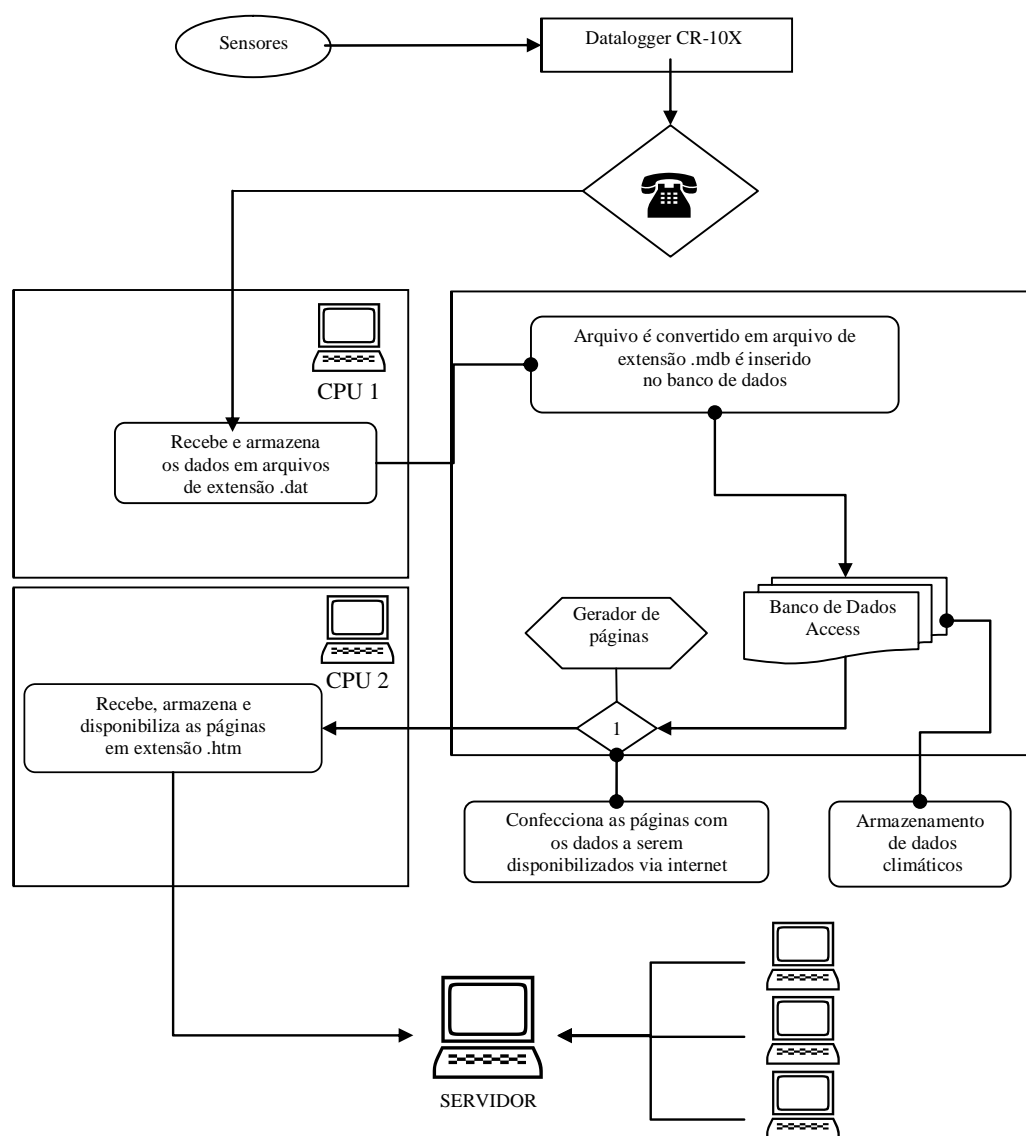 Sensores
Datalogger CR-10X
CPU 1
Recebe e armazena
os dados em arquivos
de extensão .dat
Arquivo é convertido em arquivo de
extensão .mdb é inserido
no banco de dados
Banco de Dados
Access
Gerador de
páginas
1
CPU 2
Recebe, armazena e
disponibiliza as páginas
em extensão .htm
Confecciona as páginas com
os dados a serem
disponibilizados via internet
Armazenamento
de dados
climáticos
SERVIDOR